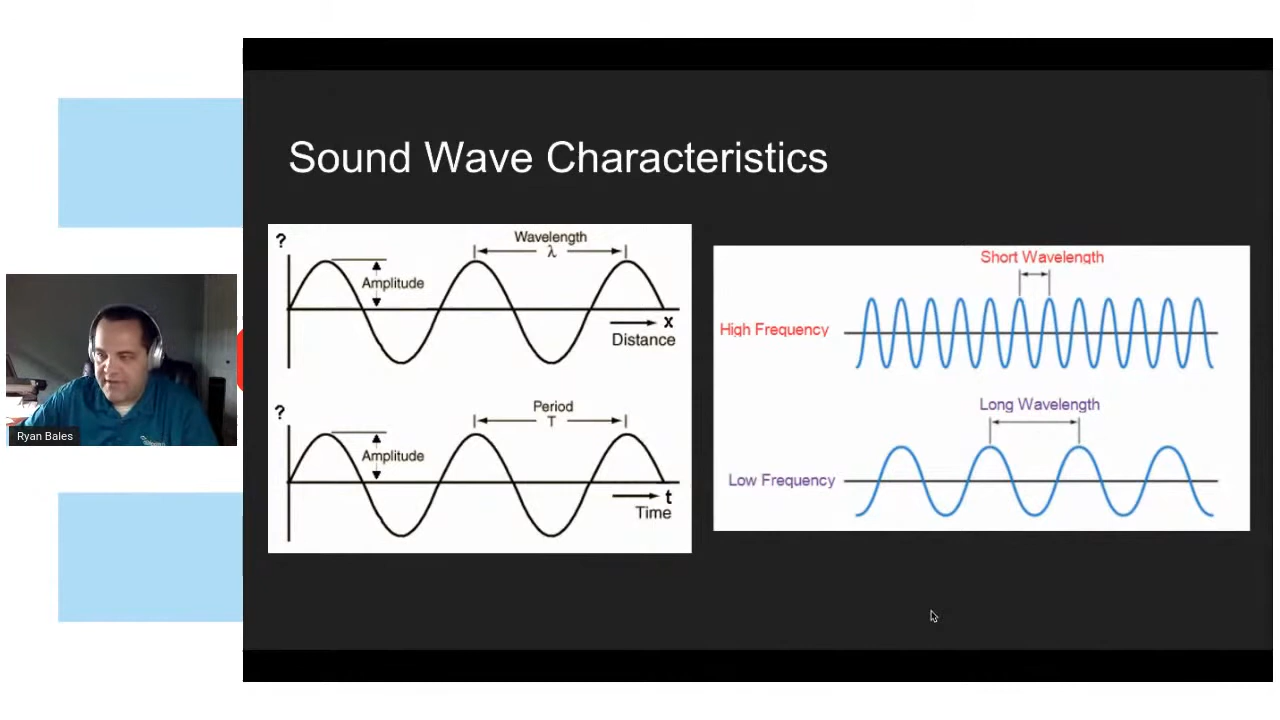 Sound Wave Characteristics
?
Wavelength
λ
Amplitude
x
Distance
?
Period
T
Amplitude
t
Time
Short Wavelength
High Frequency
Long Wavelength
Low Frequency
Ryan Bales